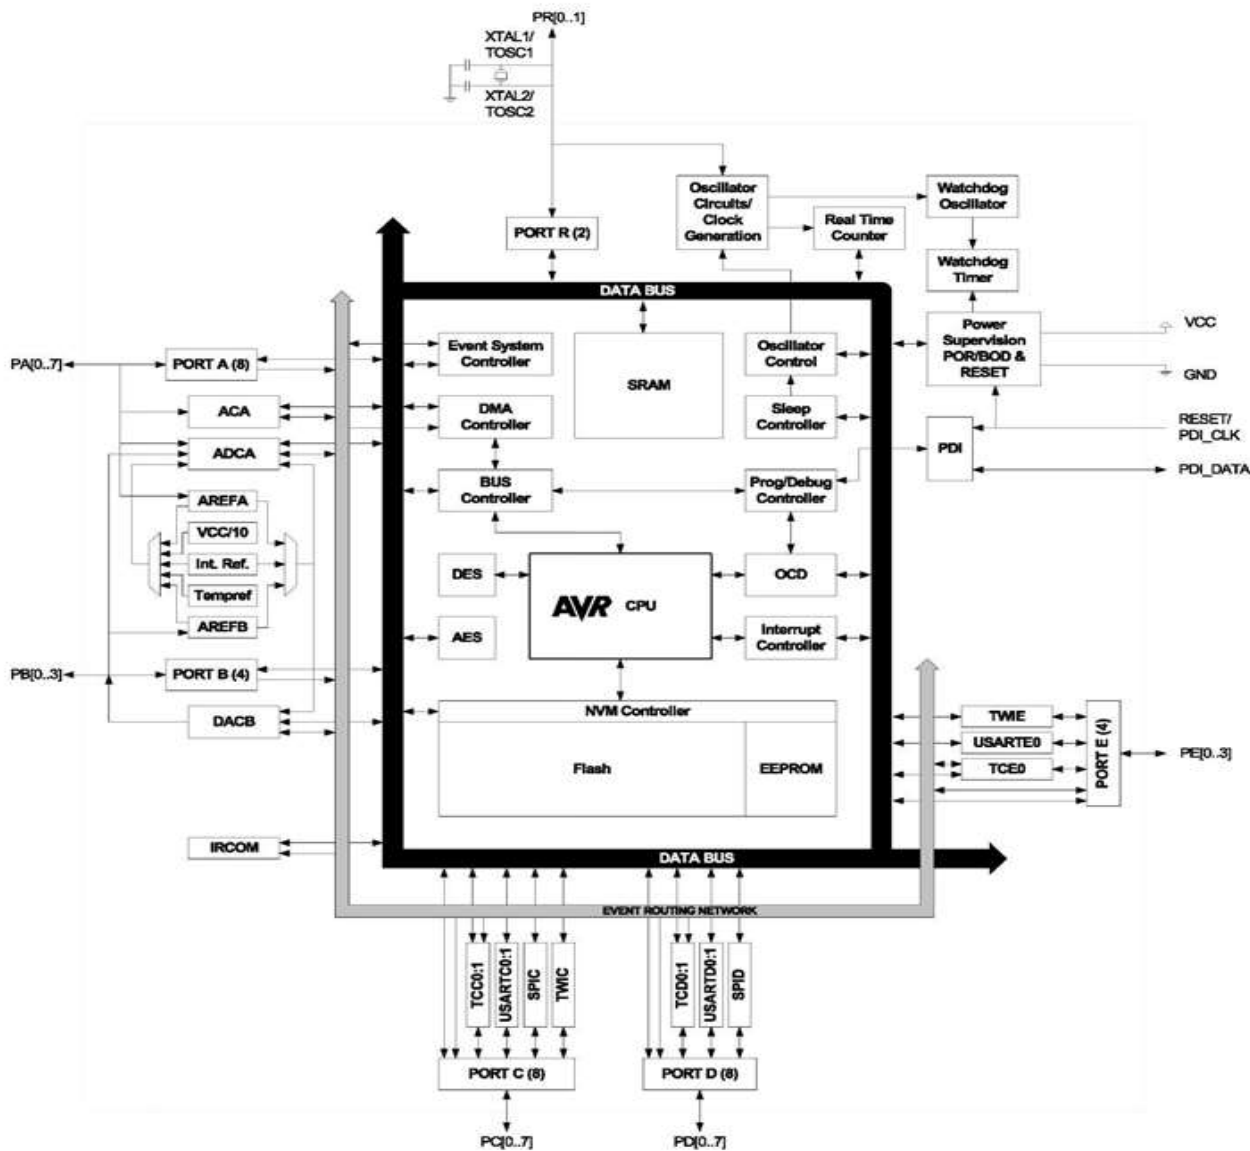 PR[0..1]
XTAL1/
TOSC1
XTAL2/
TOSC2
Oscillator
Circuits/
Clock
Generation
Watchdog
Oscillator
PORT R (2)
Real Time
Counter
Watchdog
Timer
DATA BUS
Event System
Controller
SRAM
Oscillator
Control
Power
Supervision
POR/BOD &
RESET
VCC
GND
PA[0..7]
PORT A (8)
ACA
DMA
Controller
Sleep
Controller
RESET/
PDI_CLK
PDI
PDI_DATA
ADCA
BUS
Controller
Prog/Debug
Controller
AREFA
VCC/10
Int. Ref.
Tempref
AREFB
DES
AVR CPU
OCD
AES
Interrupt
Controller
PB[0..3]
PORT B (4)
DACB
NVM Controller
Flash
EEPROM
TWIE
USARTE0
TCE0
PORT E (4)
PE[0..3]
IRCOM
DATA BUS
EVENT ROUTING NETWORK
TCC0:1
USARTC0:1
SPIC
TWIC
TCD0:1
USARTD0:1
SPID
PORT C (8)
PORT D (8)
PC[0..7]
PD[0..7]